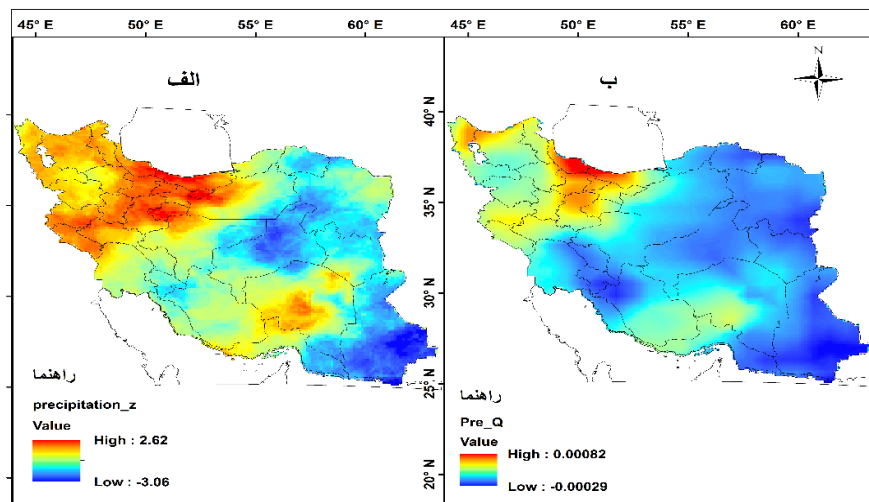 45° E 50° E 55° E 60° E 45° E 50° E 55° E 60° E
الف
ب
N
40° N
35° N
30° N
25° N
20° N
راهنما
precipitation_z
Value
High : 2.62
Low : -3.06
راهنما
Pre_Q
Value
High : 0.00082
Low : -0.00029